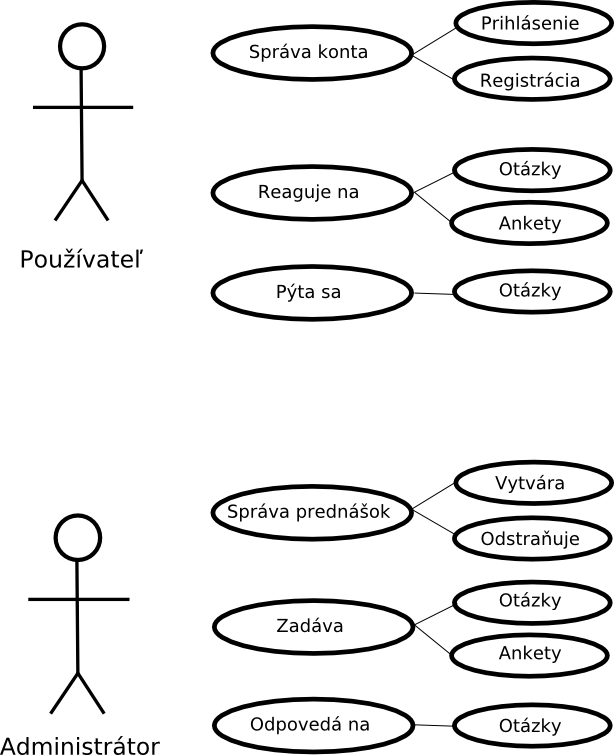 Správa konta
Prihlásenie
Registrácia
Reaguje na
Otázky
Ankety
Používateľ
Pýta sa
Otázky
Správa prednášok
Vytvára
Odstraňuje
Zadáva
Otázky
Ankety
Administrátor
Odpovedá na
Otázky